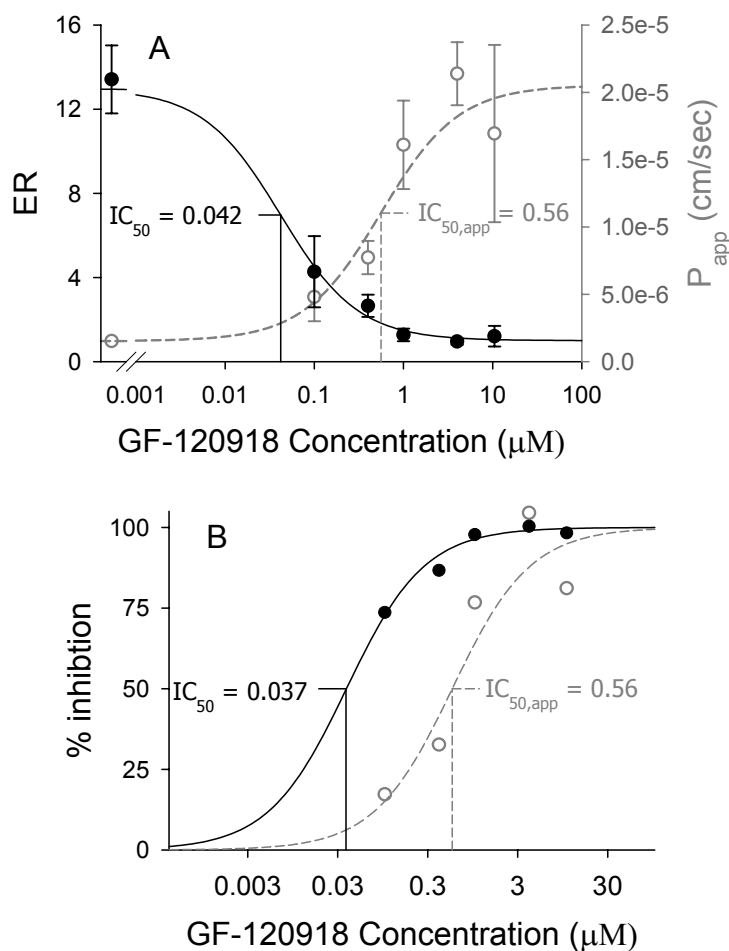 A
16
12
8
4
0
ER
2.5e-5
2.0e-5
1.5e-5
1.0e-5
5.0e-6
0.0
P app (cm/sec)
IC50 = 0.042
IC50,app = 0.56
0.001 0.01 0.1 1 10 100
GF-120918 Concentration (μM)
B
100
75
50
25
0
% inhibtion
IC50 = 0.037
IC50,app = 0.56
0.003 0.03 0.3 3 30
GF-120918 Concentration (μM)